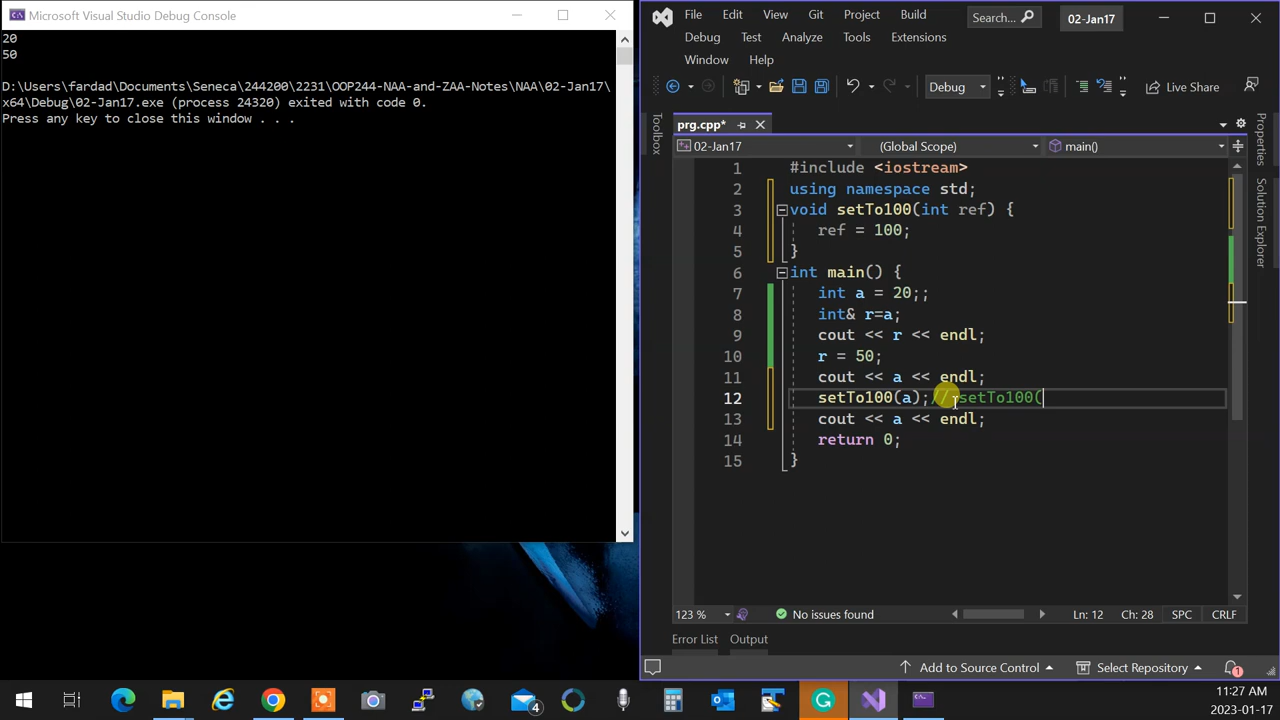 Microsoft Visual Studio Debug Console
20
50
D:\Users\fardad\Documents\Seneca\244200\2231\OOP244-NAA-and-ZAA-Notes\NAA\02-Jan17\
x64\Debug\02-Jan17.exe (process 24320) exited with code 0.
Press any key to close this window . . .
File Edit View Git Project Build Search... 02-Jan17
Debug Test Analyze Tools Extensions
Window Help
Debug Live Share
Toolbox
prg.cpp*
02-Jan17 (Global Scope) main()
1 #include <iostream>
2 using namespace std;
3 void setTo100(int ref) {
4 ref = 100;
5 }
6 int main() {
7 int a = 20;;
8 int& r=a;
9 cout << r << endl;
10 r = 50;
11 cout << a << endl;
12 setTo100(a);// setTo100(
13 cout << a << endl;
14 return 0;
15 }
Properties
Solution Explorer
123 % No issues found Ln: 12 Ch: 28 SPC CRLF
Error List Output
Add to Source Control Select Repository 1
4
11:27 AM
2023-01-17